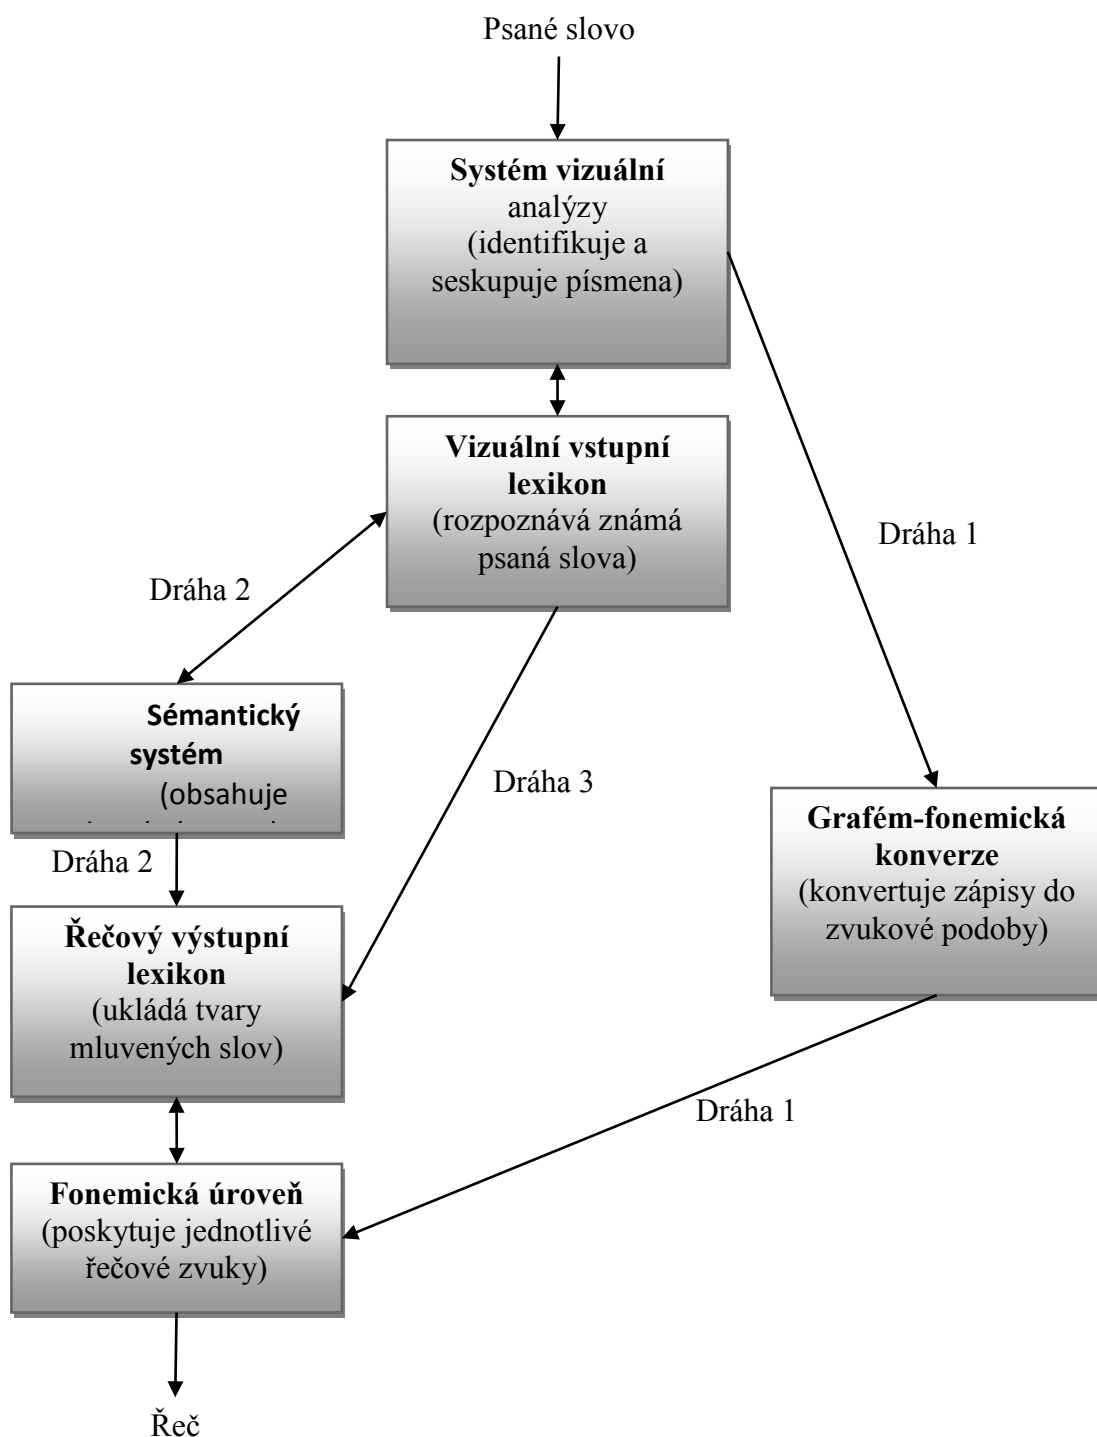 Psané slovo
Systém vizuální
analýzy
(identifikuje a
seskupuje písmena)
Vizuální vstupní
lexikon
(rozpoznává známá
psaná slova)
Dráha 1
Dráha 2
Sémantický
systém
(obsahuje
Dráha 3
Grafém-fonemická
konverze
(konvertuje zápisy do
zvukové podoby)
Dráha 2
Řečový výstupní
lexikon
(ukládá tvary
mluvených slov)
Dráha 1
Fonemická úroveň
(poskytuje jednotlivé
řečové zvuky)
Řeč